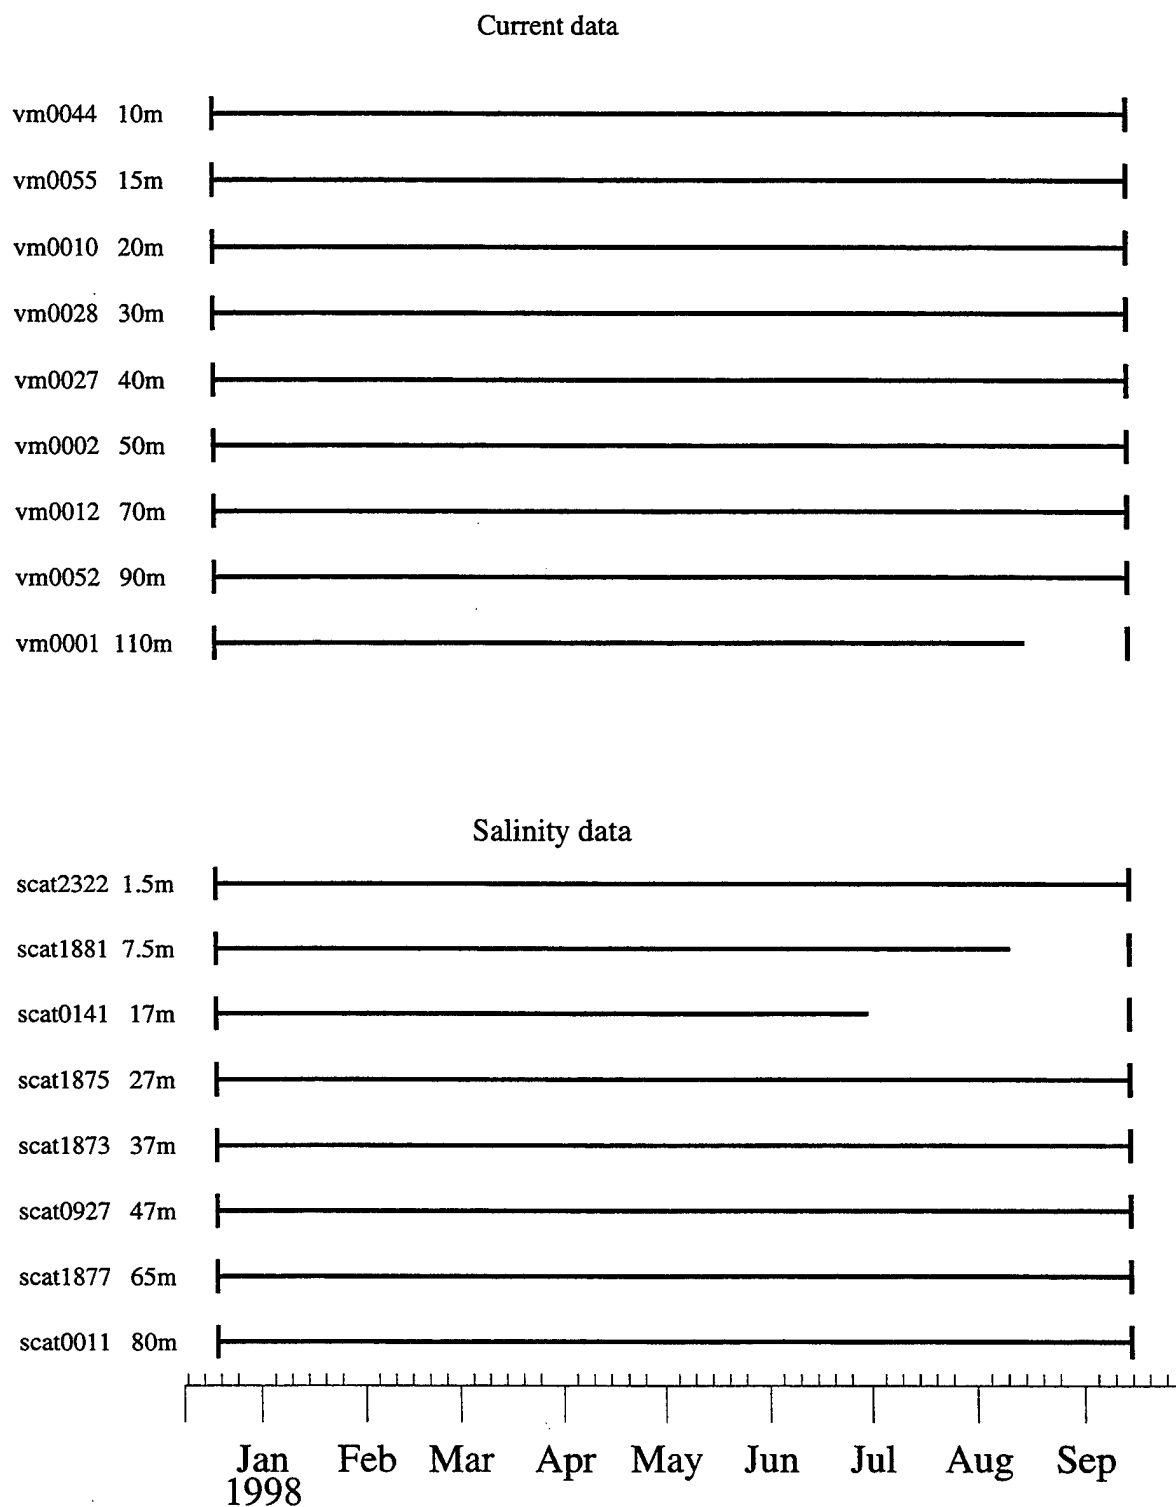 Current data
vm0044 10m
vm0055 15m
vm0010 20m
vm0028 30m
vm0027 40m
vm0002 50m
vm0012 70m
vm0052 90m
vm0001 110m
Salinity data
scat2322 1.5m
scat1881 7.5m
scat0141 17m
scat1875 27m
scat1873 37m
scat0927 47m
scat1877 65m
scat0011 80m
Jan Feb Mar Apr May Jun Jul Aug Sep
1998